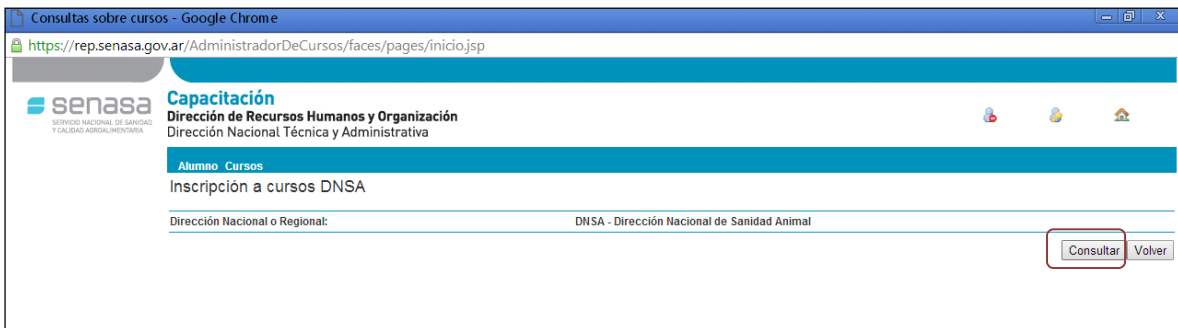 Consultas sobre cursos - Google Chrome
https://rep.senasa.gov.ar/AdministradorDeCursos/faces/pages/inicio.jsp
senasa
SERVICIO NACIONAL DE SANIDAD
Y CALIDAD AGROALIMENTARIA
Capacitación
Dirección de Recursos Humanos y Organización
Dirección Nacional Técnica y Administrativa
Alumno Cursos
Inscripción a cursos DNSA
Dirección Nacional o Regional: DNSA - Dirección Nacional de Sanidad Animal
Consultar Volver